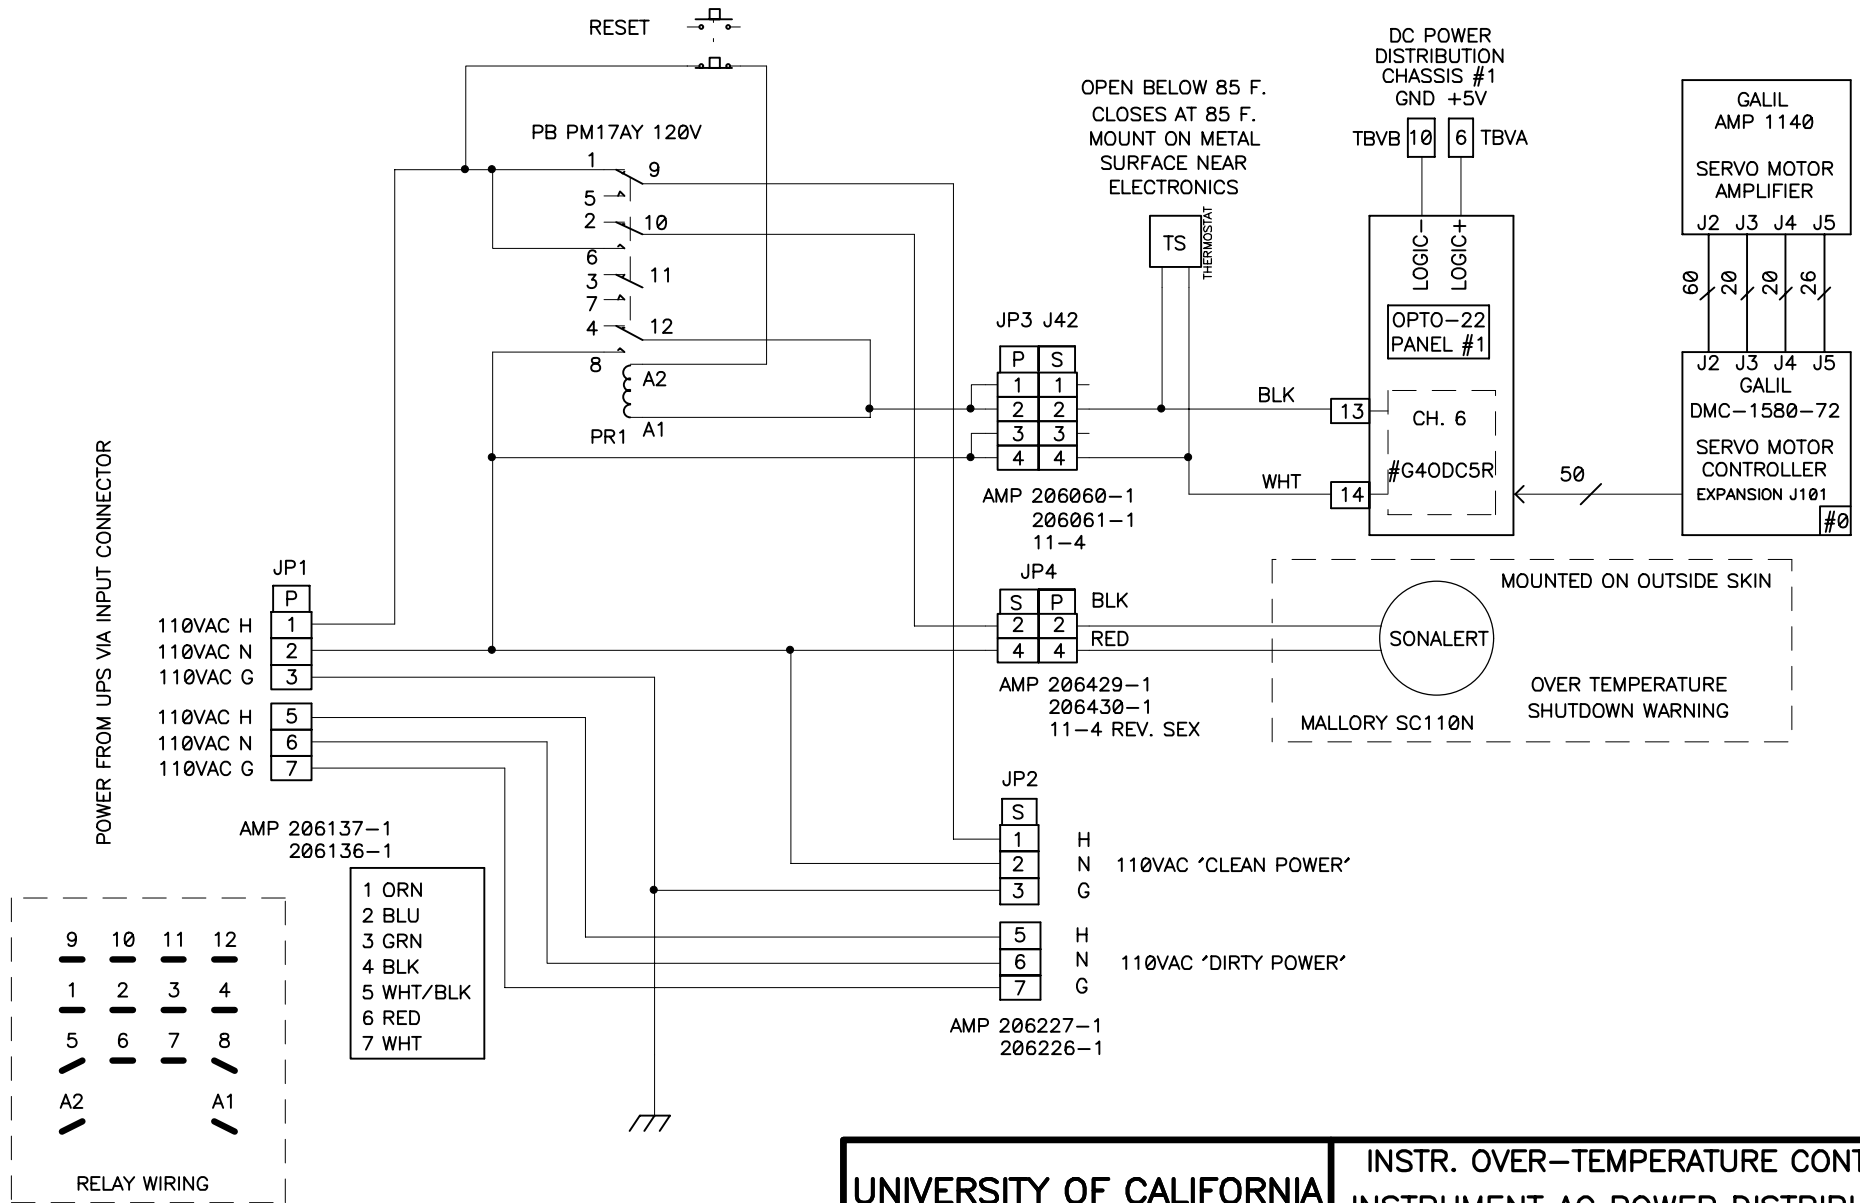 RESET
PB PM17AY 120V
1
9
5
2
10
6
3
11
7
4
12
8
A2
A1
PR1
OPEN BELOW 85 F.
CLOSES AT 85 F.
MOUNT ON METAL
SURFACE NEAR
ELECTRONICS
TS
THERMOSTAT
DC POWER
DISTRIBUTION
CHASSIS #1
GND +5V
TBVB 10 6 TBVA
LOGIC-
LOGIC+
OPTO-22
PANEL #1
CH. 6
#G4ODC5R
BLK
13
WHT
14
50
GALIL
AMP 1140
SERVO MOTOR
AMPLIFIER
J2 J3 J4 J5
60 20 20 26
J2 J3 J4 J5
GALIL
DMC-1580-72
SERVO MOTOR
CONTROLLER
EXPANSION J101
#0
JP3 J42
P S
1 1
2 2
3 3
4 4
AMP 206060-1
206061-1
11-4
JP4
S P BLK
2 2
RED
4 4
AMP 206429-1
206430-1
11-4 REV. SEX
MOUNTED ON OUTSIDE SKIN
SONALERT
OVER TEMPERATURE
SHUTDOWN WARNING
MALLORY SC110N
POWER FROM UPS VIA INPUT CONNECTOR
JP1
P
110VAC H 1
110VAC N 2
110VAC G 3
110VAC H 5
110VAC N 6
110VAC G 7
AMP 206137-1
206136-1
1 ORN
2 BLU
3 GRN
4 BLK
5 WHT/BLK
6 RED
7 WHT
JP2
S
1 H
2 N 110VAC 'CLEAN POWER'
3 G
5 H
6 N 110VAC 'DIRTY POWER'
7 G
AMP 206227-1
206226-1
9 10 11 12
1 2 3 4
5 6 7 8
A2 A1
RELAY WIRING
UNIVERSITY OF CALIFORNIA
INSTR. OVER-TEMPERATURE CONT